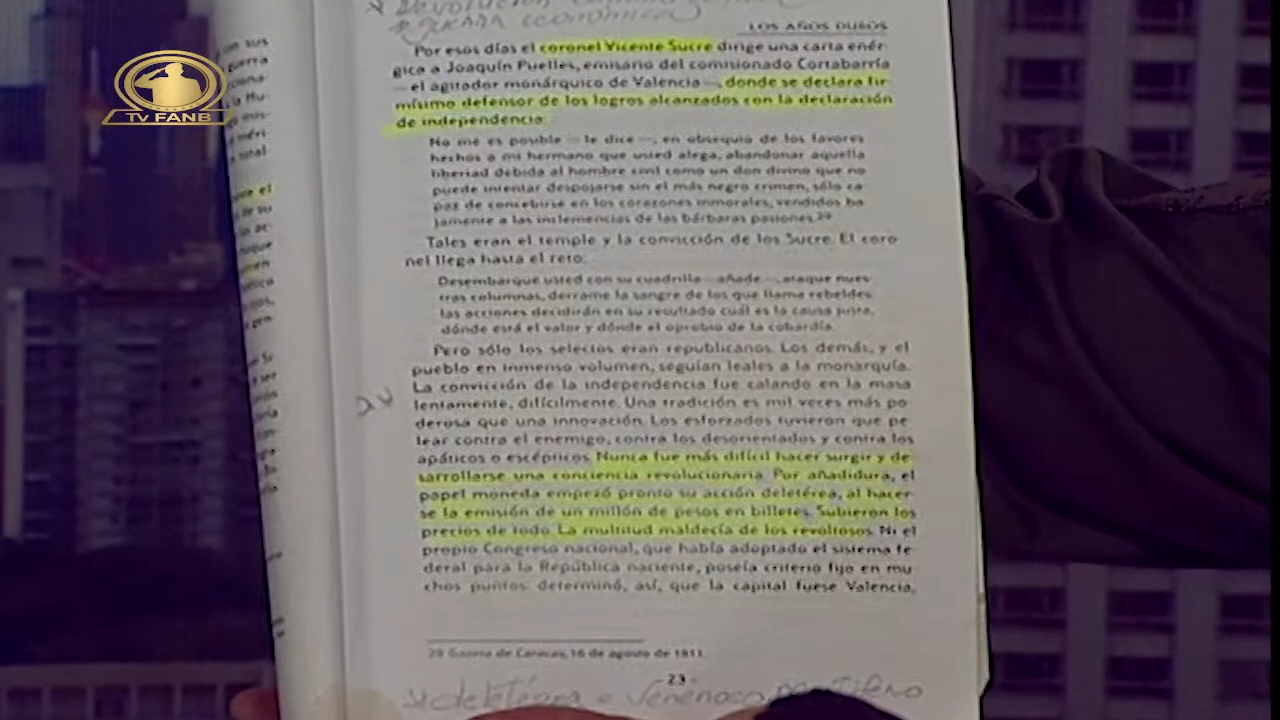 TV FANB
guerra económica
LOS AÑOS DUROS
Por esos días el coronel Vicente Sucre dirige una carta enér-
gica a Joaquín Puelles, emisario del comisionado Cortabarría
—el agitador monárquico de Valencia—, donde se declara fir-
mísimo defensor de los logros alcanzados con la declaración
de independencia:
No me es posible —le dice—, en obsequio de los favores
hechos a mi hermano que usted alega, abandonar aquella
libertad debida al hombre civil como un don divino que no
puede intentar despojarse sin el más negro crimen, sólo ca-
paz de concebirse en los corazones inmorales, vendidos ba-
jamente a las inclemencias de las bárbaras pasiones.29
Tales eran el temple y la convicción de los Sucre. El coro
nel llega hasta el reto:
Desembarque usted con su cuadrilla —añade—, ataque nues-
tras columnas, derrame la sangre de los que llama rebeldes
las acciones decidirán en su resultado cuál es la causa justa,
dónde está el valor y dónde el oprobio de la cobardía.
Pero sólo los selectos eran republicanos. Los demás, y el
pueblo en inmenso volumen, seguían leales a la monarquía.
La convicción de la independencia fue calando en la masa
lentamente, difícilmente. Una tradición es mil veces más po-
derosa que una innovación. Los esforzados tuvieron que pe-
lear contra el enemigo, contra los desorientados y contra los
apáticos o escépticos. Nunca fue más difícil hacer surgir y de-
sarrollarse una conciencia revolucionaria. Por añadidura, el
papel moneda empezó pronto su acción deletérea, al hacer-
se la emisión de un millón de pesos en billetes. Subieron los
precios de todo. La multitud maldecía de los revoltosos. Ni el
propio Congreso nacional, que había adoptado el sistema fe-
deral para la República naciente, poseía criterio fijo en mu
chos puntos: determinó, así, que la capital fuese Valencia,
29 Gazeta de Caracas, 16 de agosto de 1811.
- 23 -
* deletérea = Venenoso